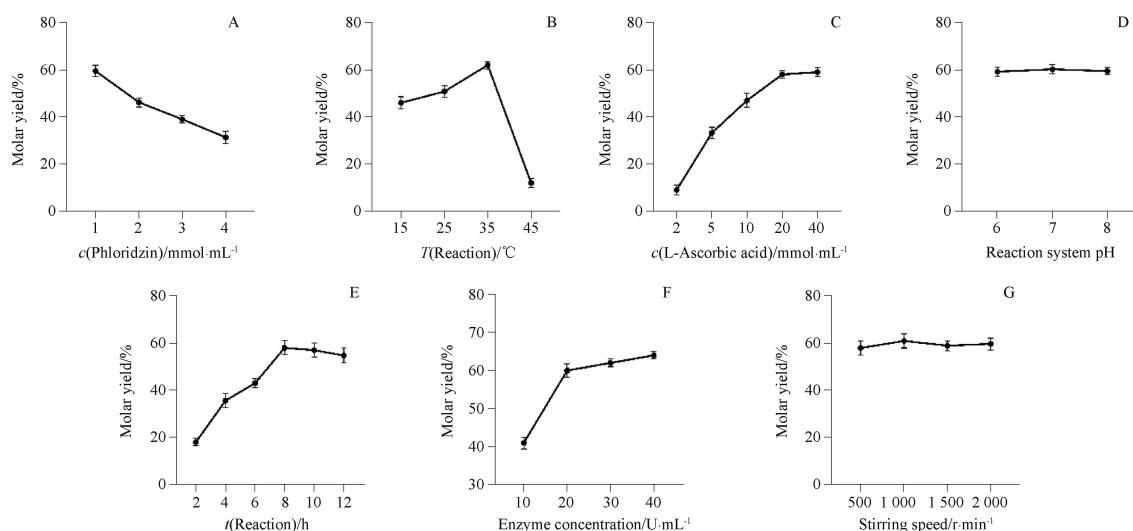 A
80
60
40
20
0
Molar yield/%
1 2 3 4
c(Phloridzin)/mmol·mL⁻¹
B
80
60
40
20
0
Molar yield/%
15 25 35 45
T(Reaction)/℃
C
80
60
40
20
0
Molar yield/%
2 5 10 20 40
c(L-Ascorbic acid)/mmol·mL⁻¹
D
80
60
40
20
0
Molar yield/%
6 7 8
Reaction system pH
E
80
60
40
20
0
Molar yield/%
2 4 6 8 10 12
t(Reaction)/h
F
80
70
60
50
40
30
Molar yield/%
10 20 30 40
Enzyme concentration/U·mL⁻¹
G
80
60
40
20
0
Molar yield/%
500 1 000 1 500 2 000
Stirring speed/r·min⁻¹